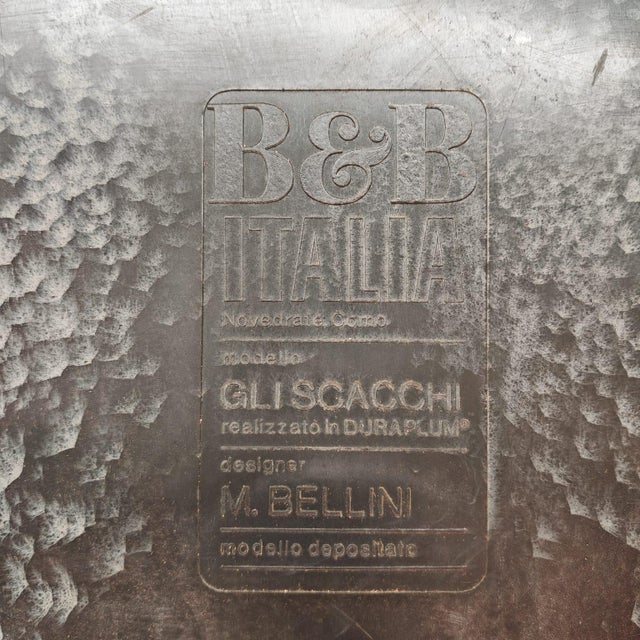 B&B
ITALIA
Novedrate Como
modello
GLI SCACCHI
realizzato in DURAPLUM®
designer
M. BELLINI
modello depositato